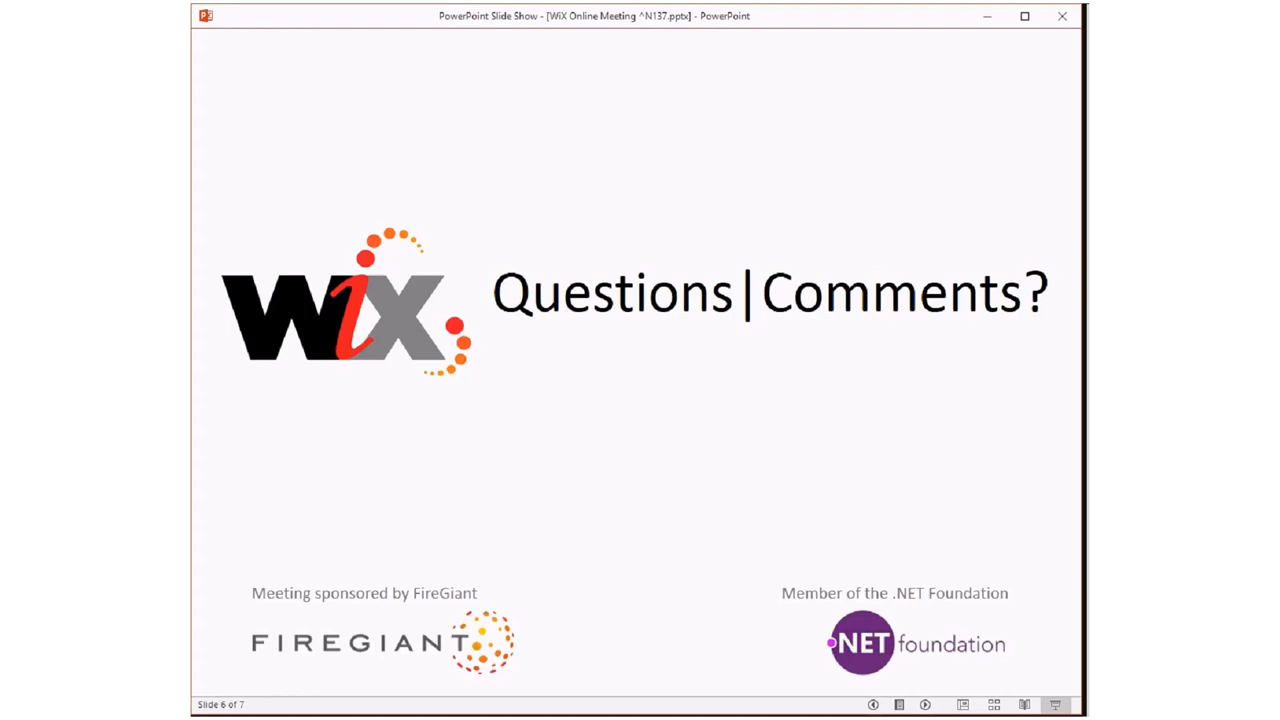 PowerPoint Slide Show - [WiX Online Meeting ^N137.pptx] - PowerPoint
WiX
Questions|Comments?
Meeting sponsored by FireGiant
Member of the .NET Foundation
FIREGIANT
.NET foundation
Slide 6 of 7